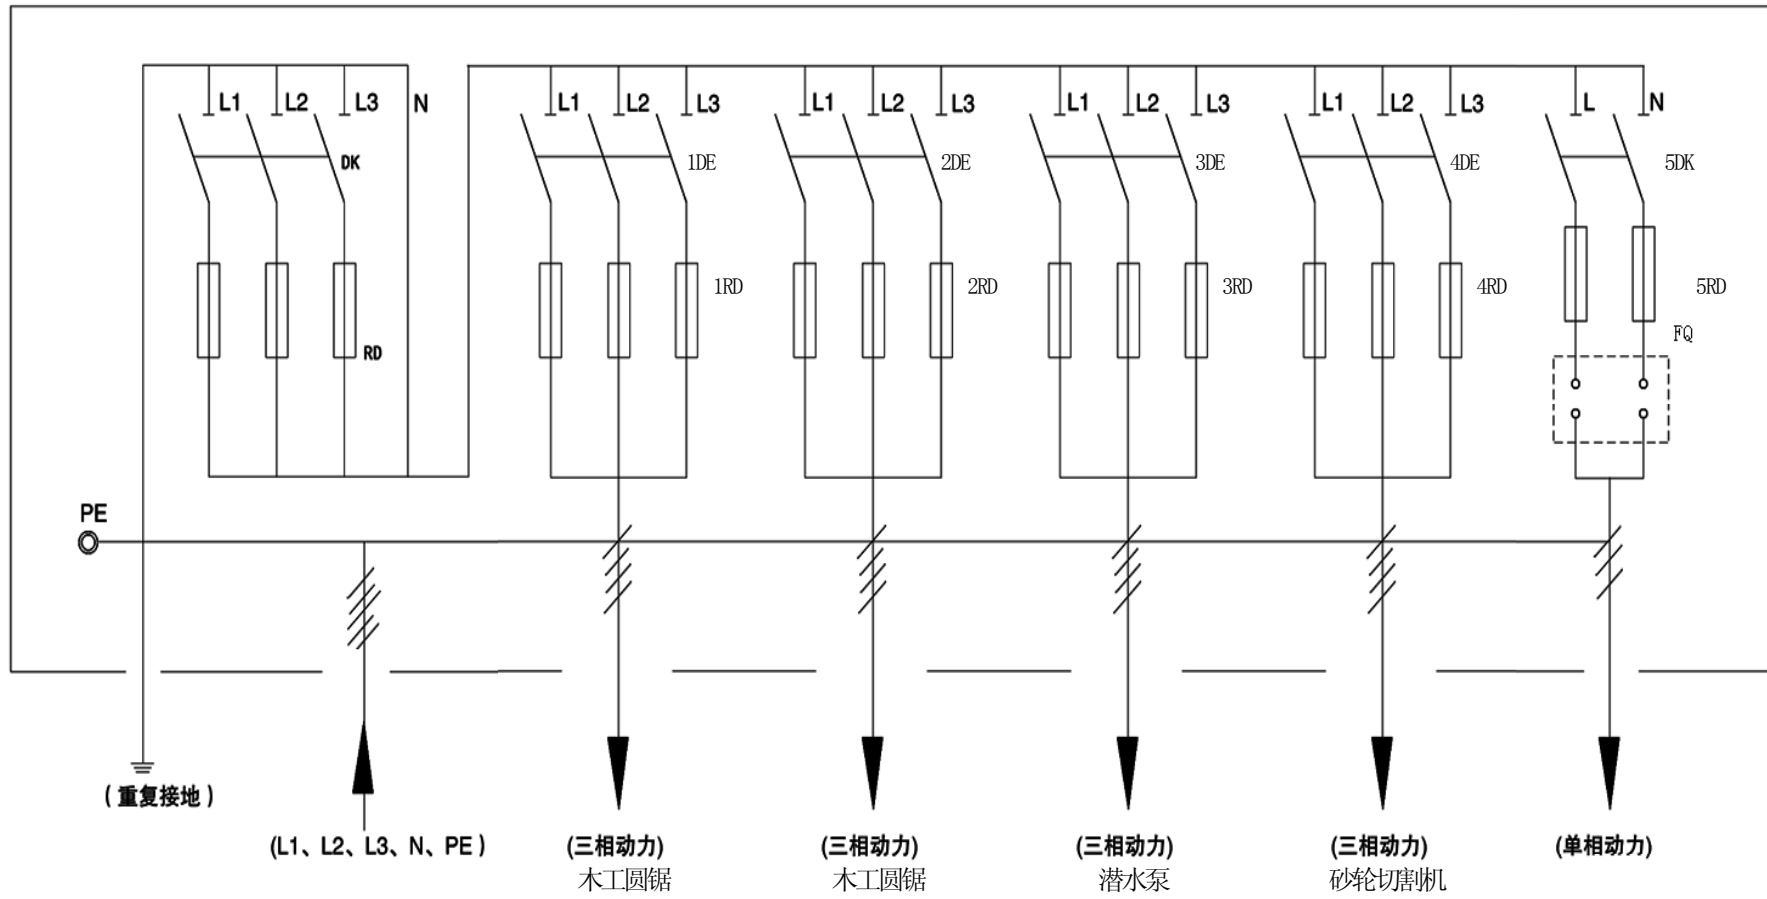 L1 L2 L3 N L1 L2 L3 L1 L2 L3 L1 L2 L3 L1 L2 L3 L N
DK 1DE 2DE 3DE 4DE 5DK
1RD 2RD 3RD 4RD 5RD
FQ
RD
PE
(重复接地)
(L1、L2、L3、N、PE) (三相动力) (三相动力) (三相动力) (三相动力) (单相动力)
木工圆锯 木工圆锯 潜水泵 砂轮切割机